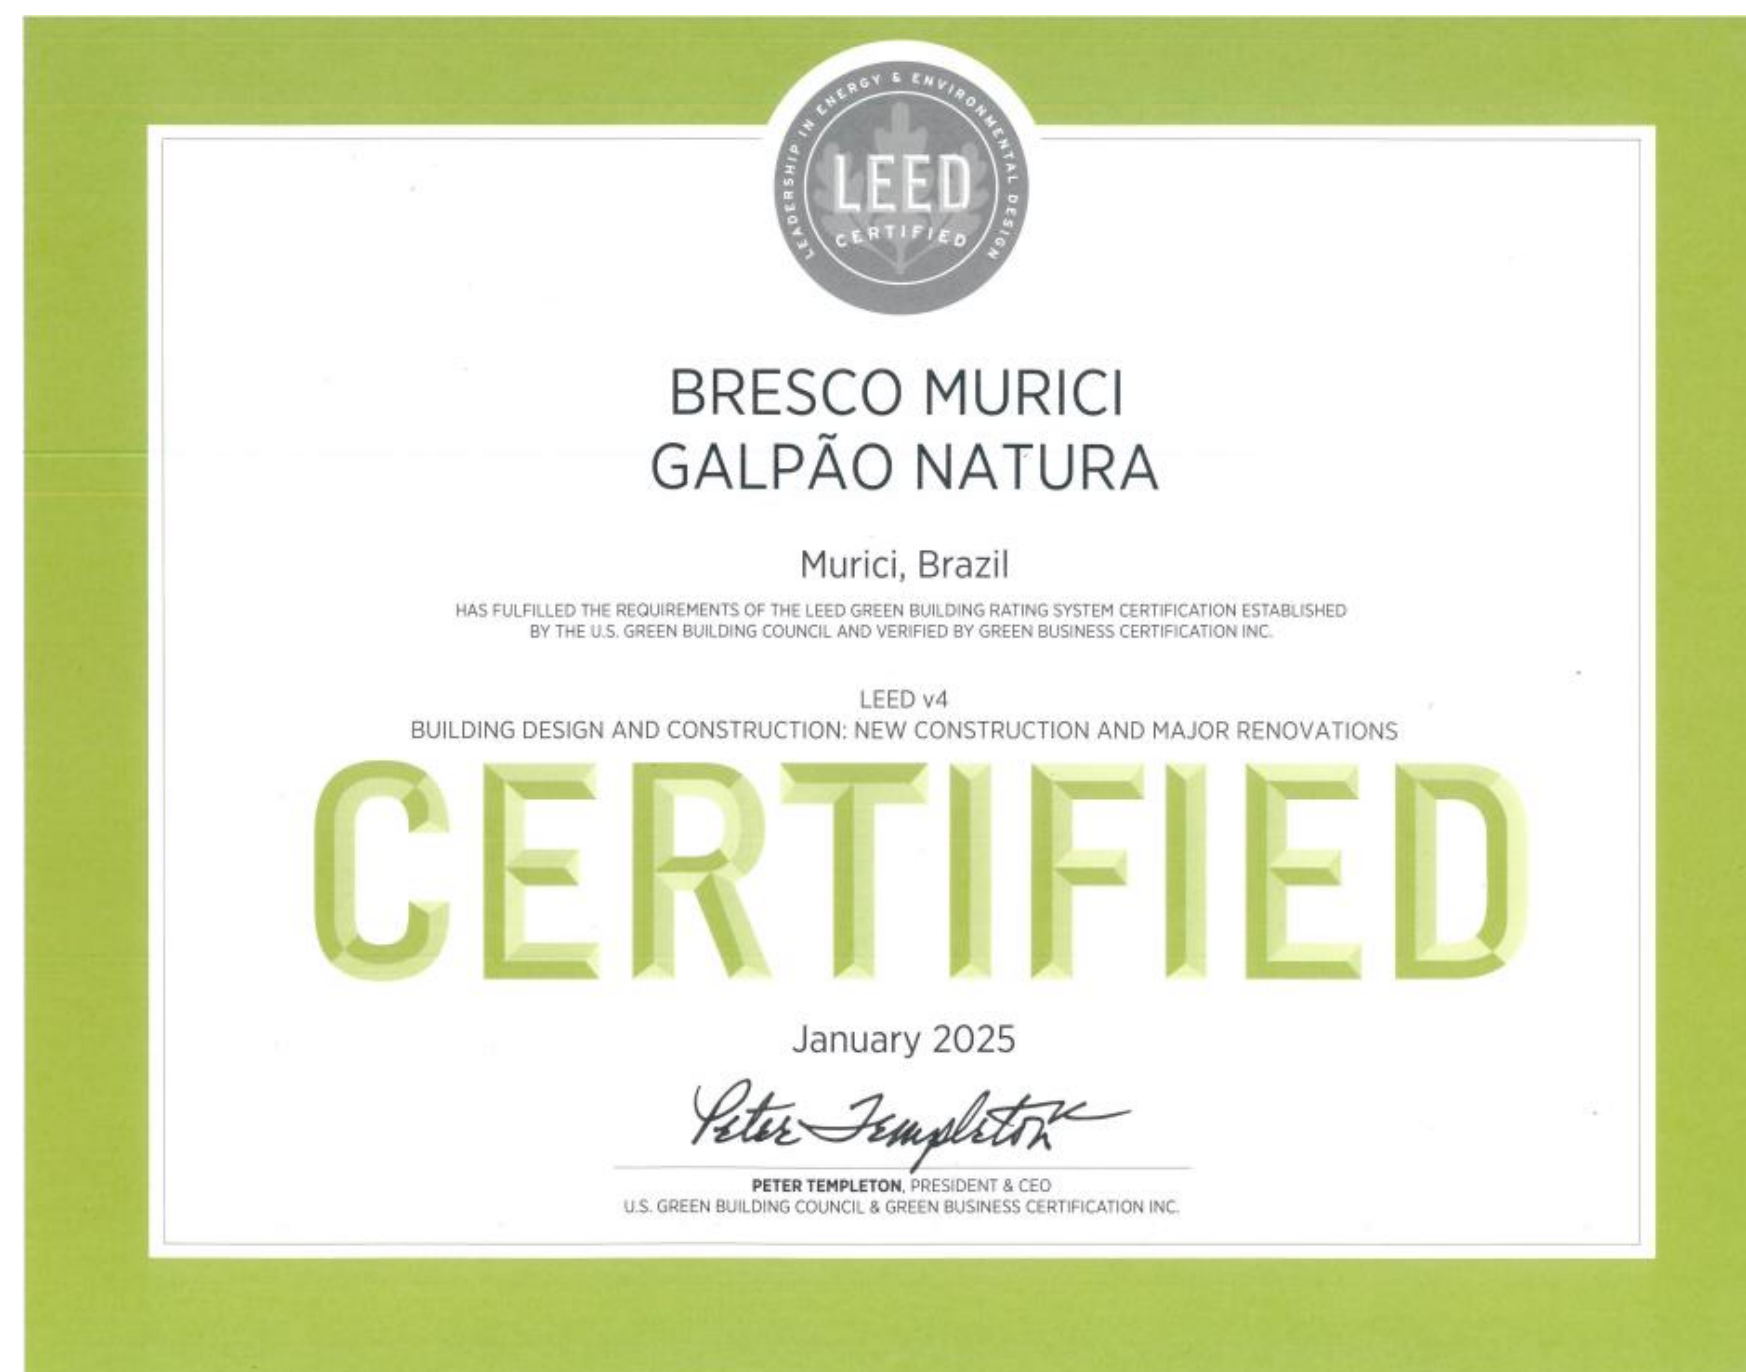 LEADERSHIP IN ENERGY & ENVIRONMENTAL DESIGN
LEED
CERTIFIED
BRESCO MURICI
GALPÃO NATURA
Murici, Brazil
HAS FULFILLED THE REQUIREMENTS OF THE LEED GREEN BUILDING RATING SYSTEM CERTIFICATION ESTABLISHED
BY THE U.S. GREEN BUILDING COUNCIL AND VERIFIED BY GREEN BUSINESS CERTIFICATION INC.
LEED v4
BUILDING DESIGN AND CONSTRUCTION: NEW CONSTRUCTION AND MAJOR RENOVATIONS
CERTIFIED
January 2025
Peter Templeton
PETER TEMPLETON, PRESIDENT & CEO
U.S. GREEN BUILDING COUNCIL & GREEN BUSINESS CERTIFICATION INC.